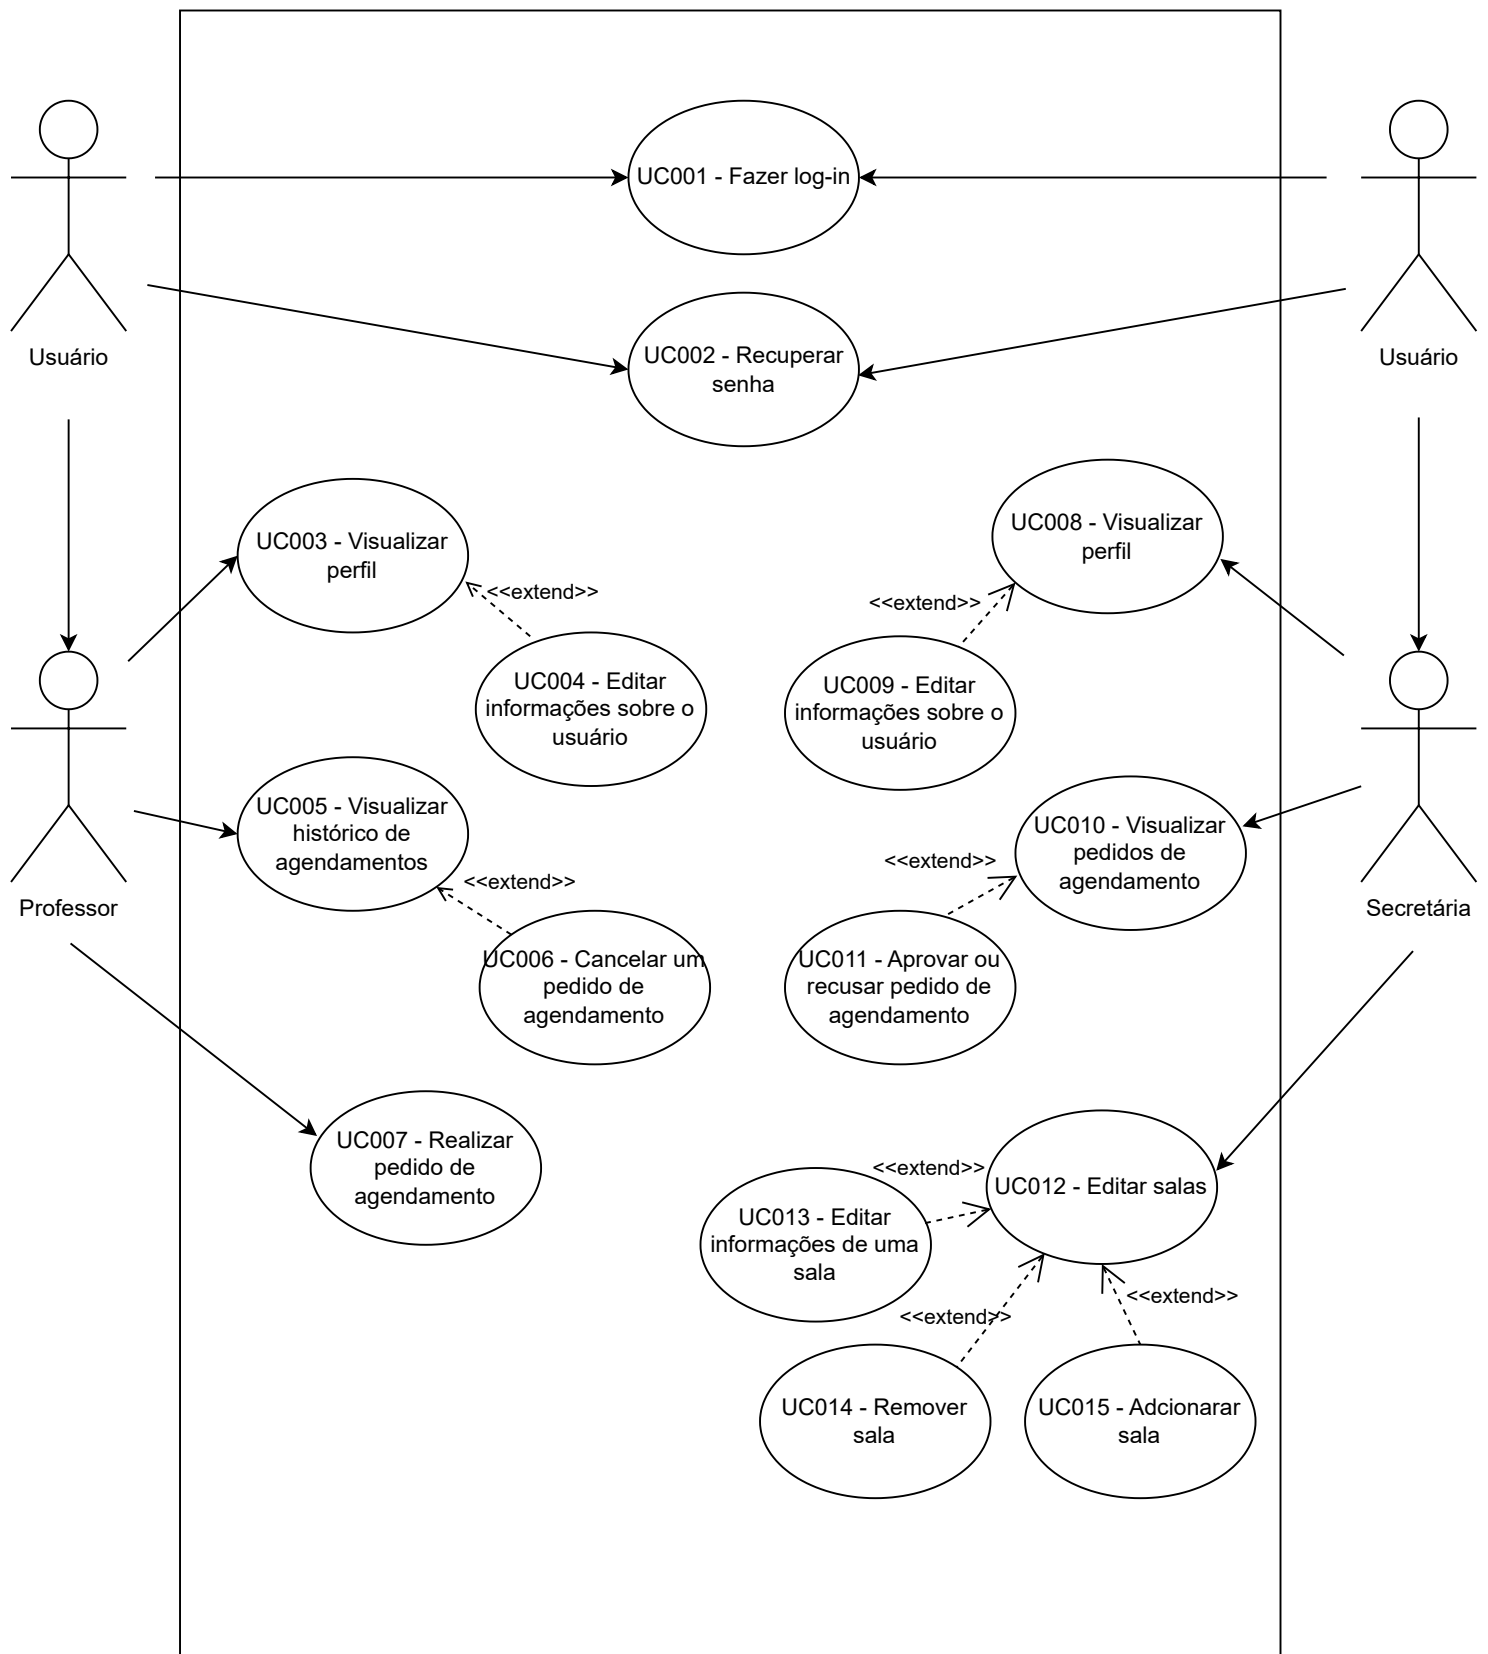 UC001 - Fazer log-in
UC002 - Recuperar
senha
Usuário
Usuário
UC003 - Visualizar
perfil
<<extend>>
UC004 - Editar
informações sobre o
usuário
UC008 - Visualizar
perfil
<<extend>>
UC009 - Editar
informações sobre o
usuário
UC005 - Visualizar
histórico de
agendamentos
<<extend>>
UC006 - Cancelar um
pedido de
agendamento
UC010 - Visualizar
pedidos de
agendamento
<<extend>>
UC011 - Aprovar ou
recusar pedido de
agendamento
Professor
Secretária
UC007 - Realizar
pedido de
agendamento
UC012 - Editar salas
<<extend>>
UC013 - Editar
informações de uma
sala
<<extend>>
<<extend>>
UC014 - Remover
sala
UC015 - Adcionarar
sala